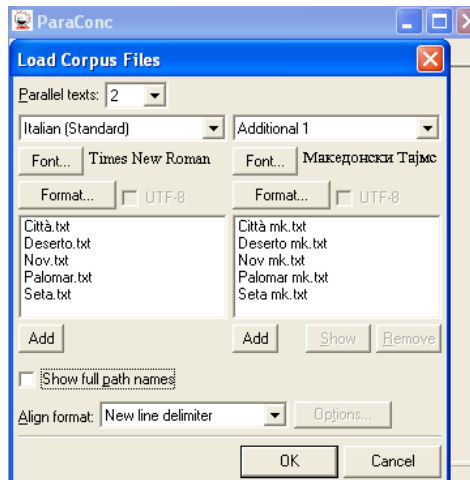 ParaConc
Load Corpus Files
Parallel texts: 2
Italian (Standard) Additional 1
Font... Times New Roman Font... Македонски Тајмс
Format... UTF-8 Format... UTF-8
Città.txt Città mk.txt
Deserto.txt Deserto mk.txt
Nov.txt Nov mk.txt
Palomar.txt Palomar mk.txt
Seta.txt Seta mk.txt
Add Add Show Remove
Show full path names
Align format: New line delimiter Options...
OK Cancel